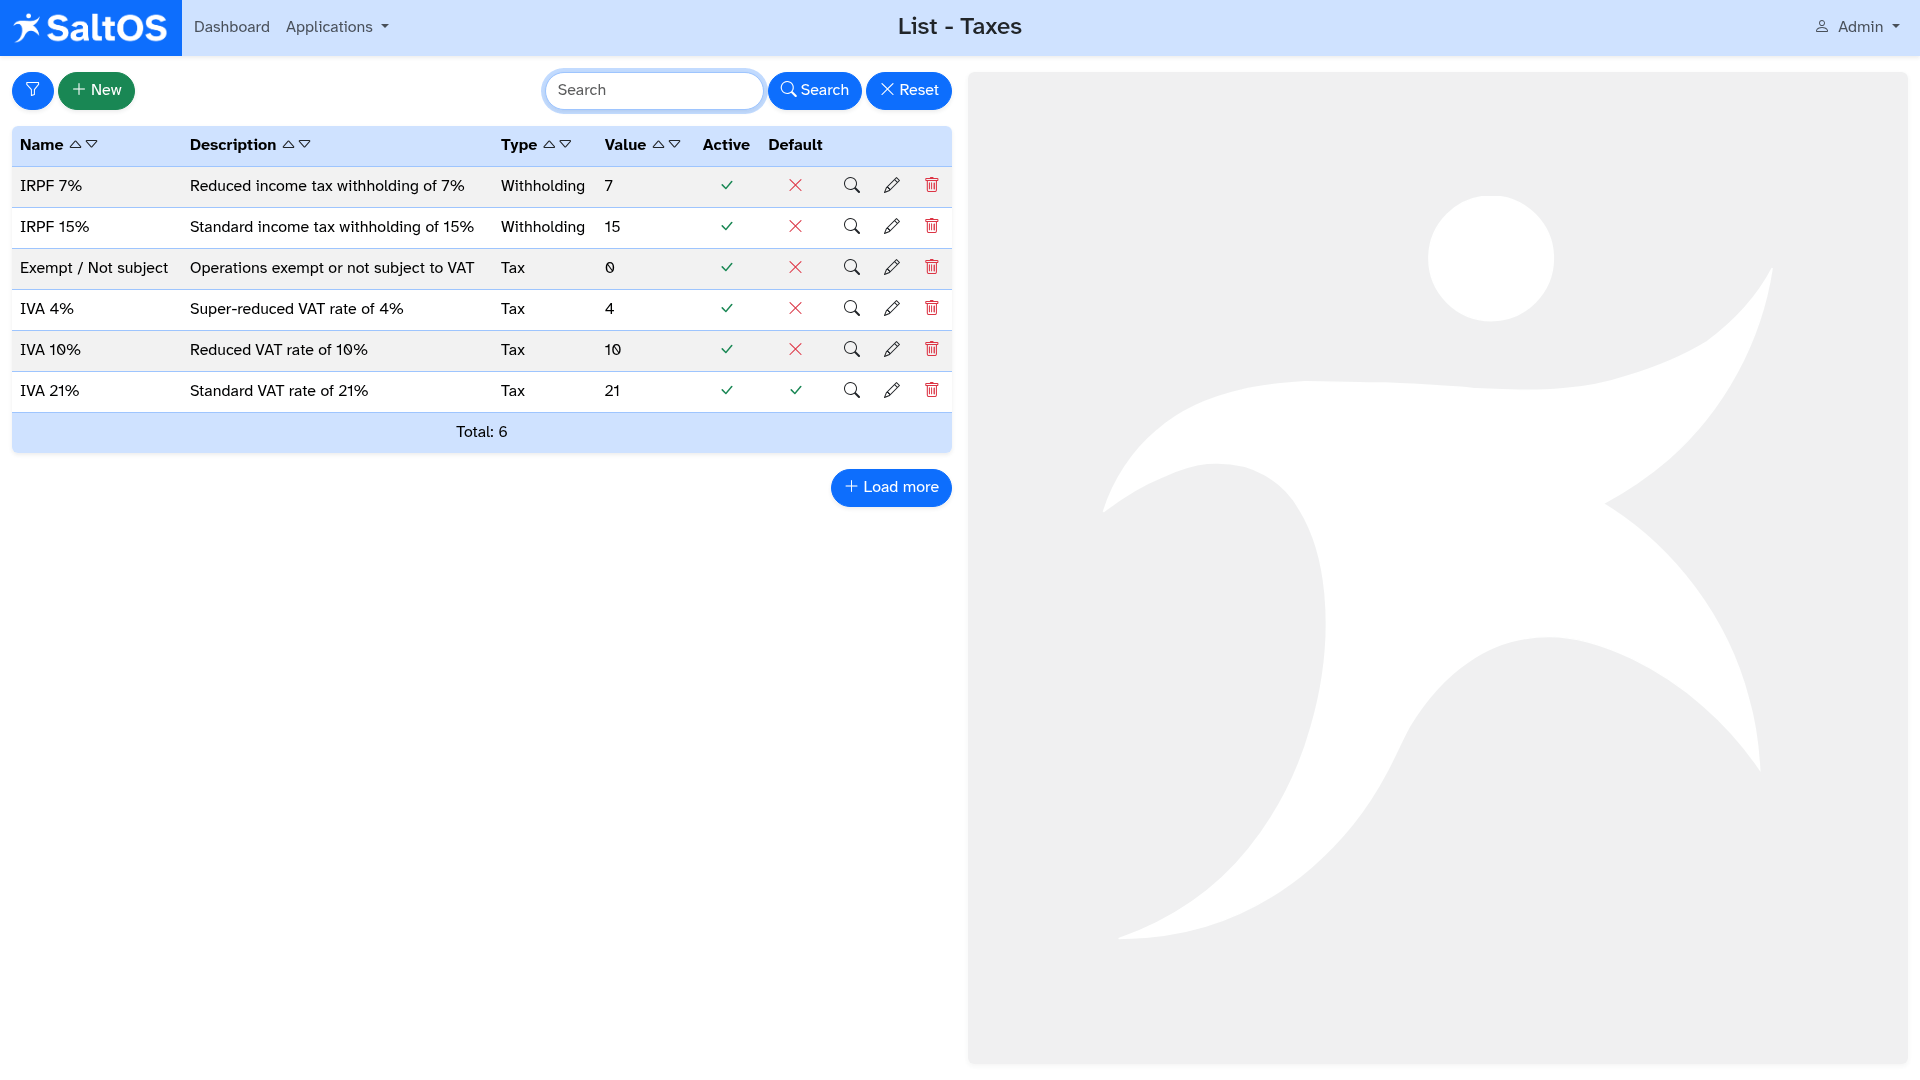 SaltOS Dashboard Applications List - Taxes Admin
New Search Search Reset
Name Description Type Value Active Default
IRPF 7% Reduced income tax withholding of 7% Withholding 7
IRPF 15% Standard income tax withholding of 15% Withholding 15
Exempt / Not subject Operations exempt or not subject to VAT Tax 0
IVA 4% Super-reduced VAT rate of 4% Tax 4
IVA 10% Reduced VAT rate of 10% Tax 10
IVA 21% Standard VAT rate of 21% Tax 21
Total: 6
Load more